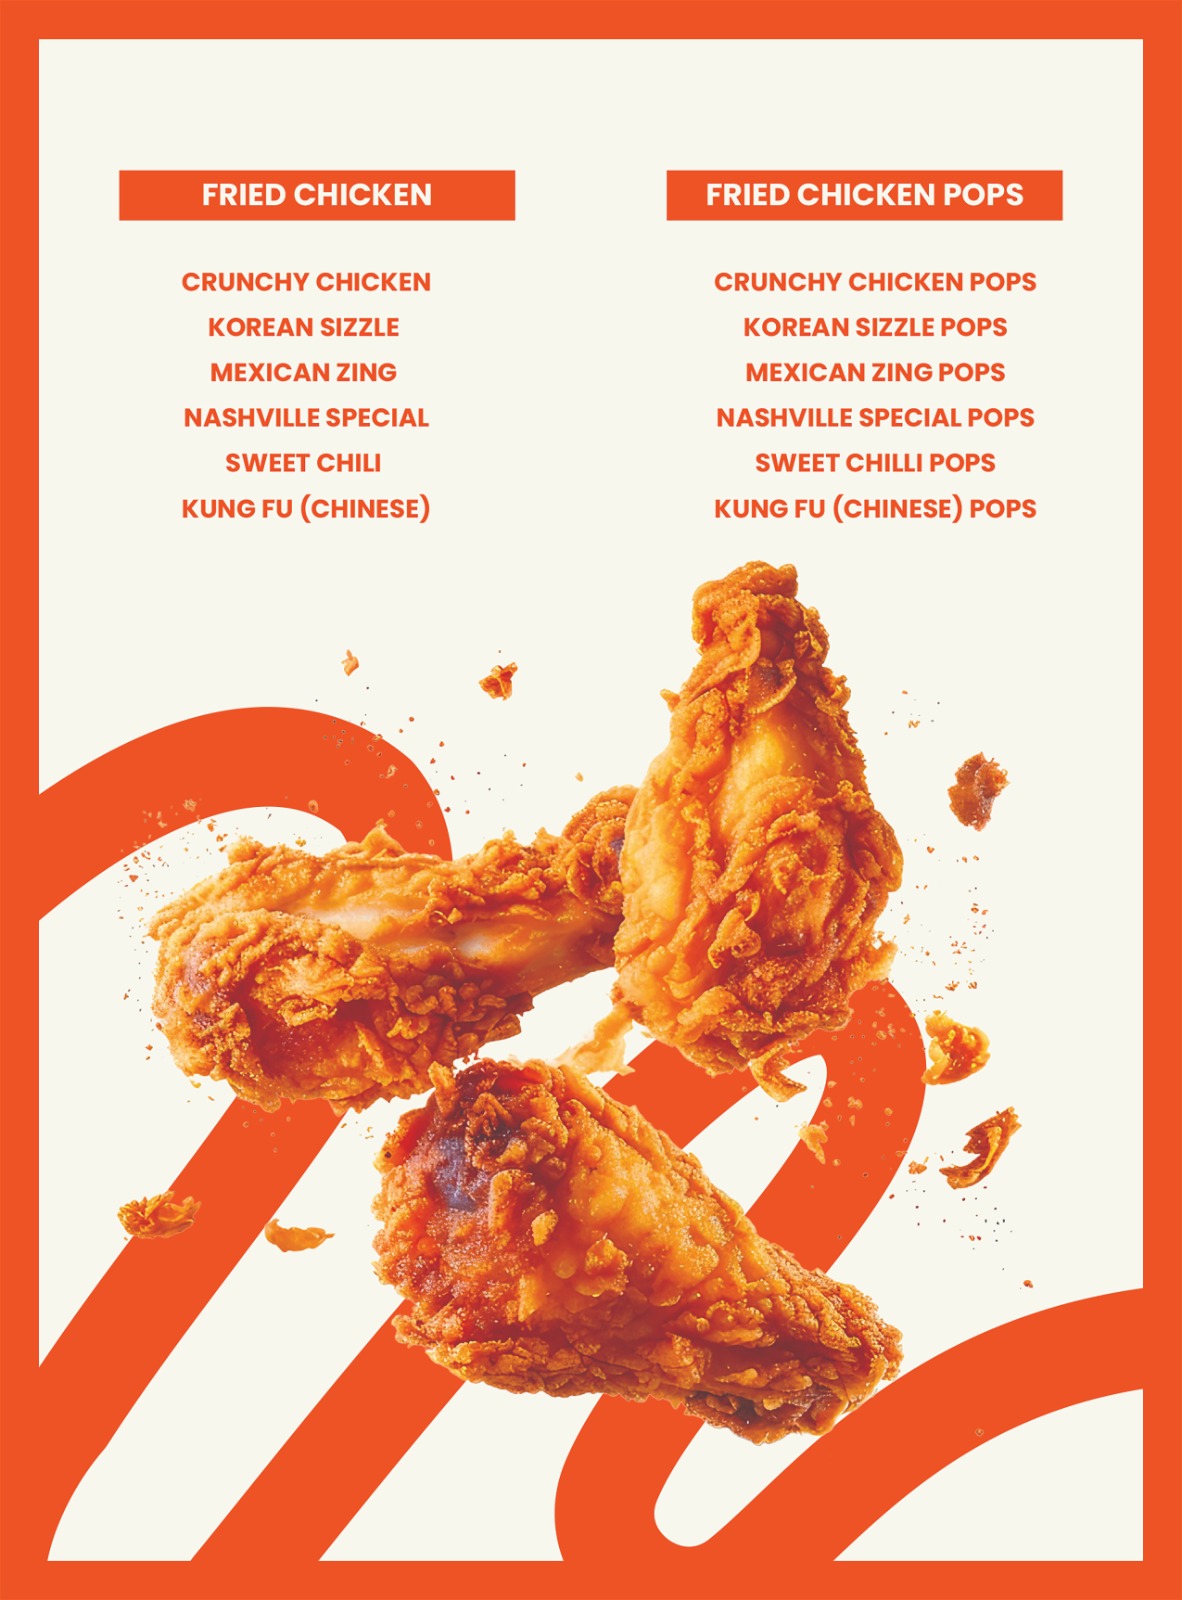 FRIED CHICKEN
CRUNCHY CHICKEN
KOREAN SIZZLE
MEXICAN ZING
NASHVILLE SPECIAL
SWEET CHILI
KUNG FU (CHINESE)
FRIED CHICKEN POPS
CRUNCHY CHICKEN POPS
KOREAN SIZZLE POPS
MEXICAN ZING POPS
NASHVILLE SPECIAL POPS
SWEET CHILLI POPS
KUNG FU (CHINESE) POPS